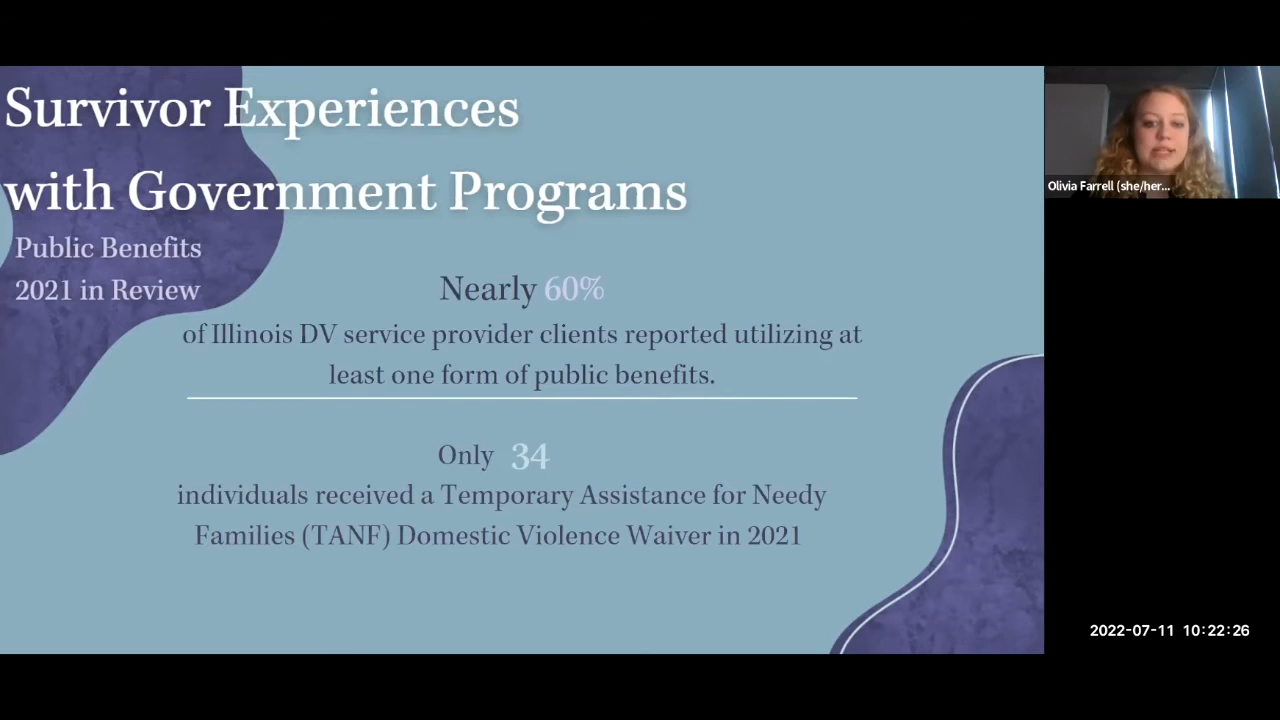 Survivor Experiences
with Government Programs
Public Benefits
2021 in Review
Nearly 60%
of Illinois DV service provider clients reported utilizing at
least one form of public benefits.
Only 34
individuals received a Temporary Assistance for Needy
Families (TANF) Domestic Violence Waiver in 2021
Olivia Farrell (she/her...
2022-07-11 10:22:26